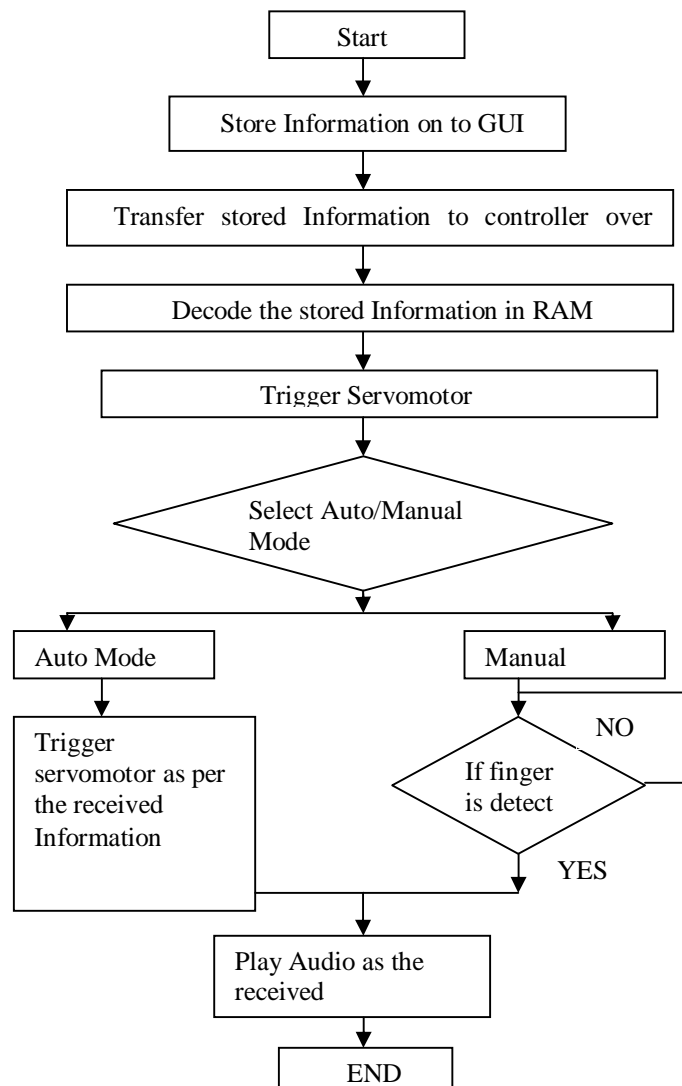 Start
Store Information on to GUI
Transfer stored Information to controller over
Decode the stored Information in RAM
Trigger Servomotor
Select Auto/Manual
Mode
Auto Mode
Manual
Trigger
servomotor as per
the received
Information
NO
If finger
is detect
YES
Play Audio as the
received
END